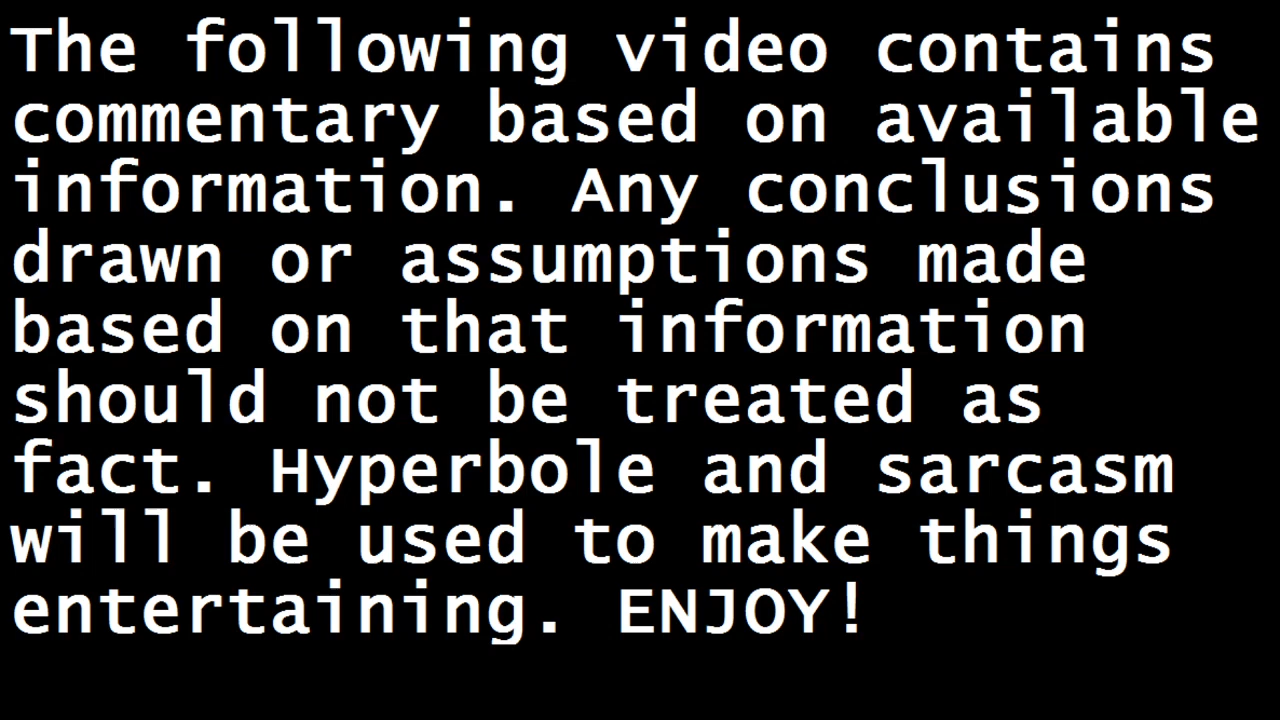 The following video contains
commentary based on available
information. Any conclusions
drawn or assumptions made
based on that information
should not be treated as
fact. Hyperbole and sarcasm
will be used to make things
entertaining. ENJOY!